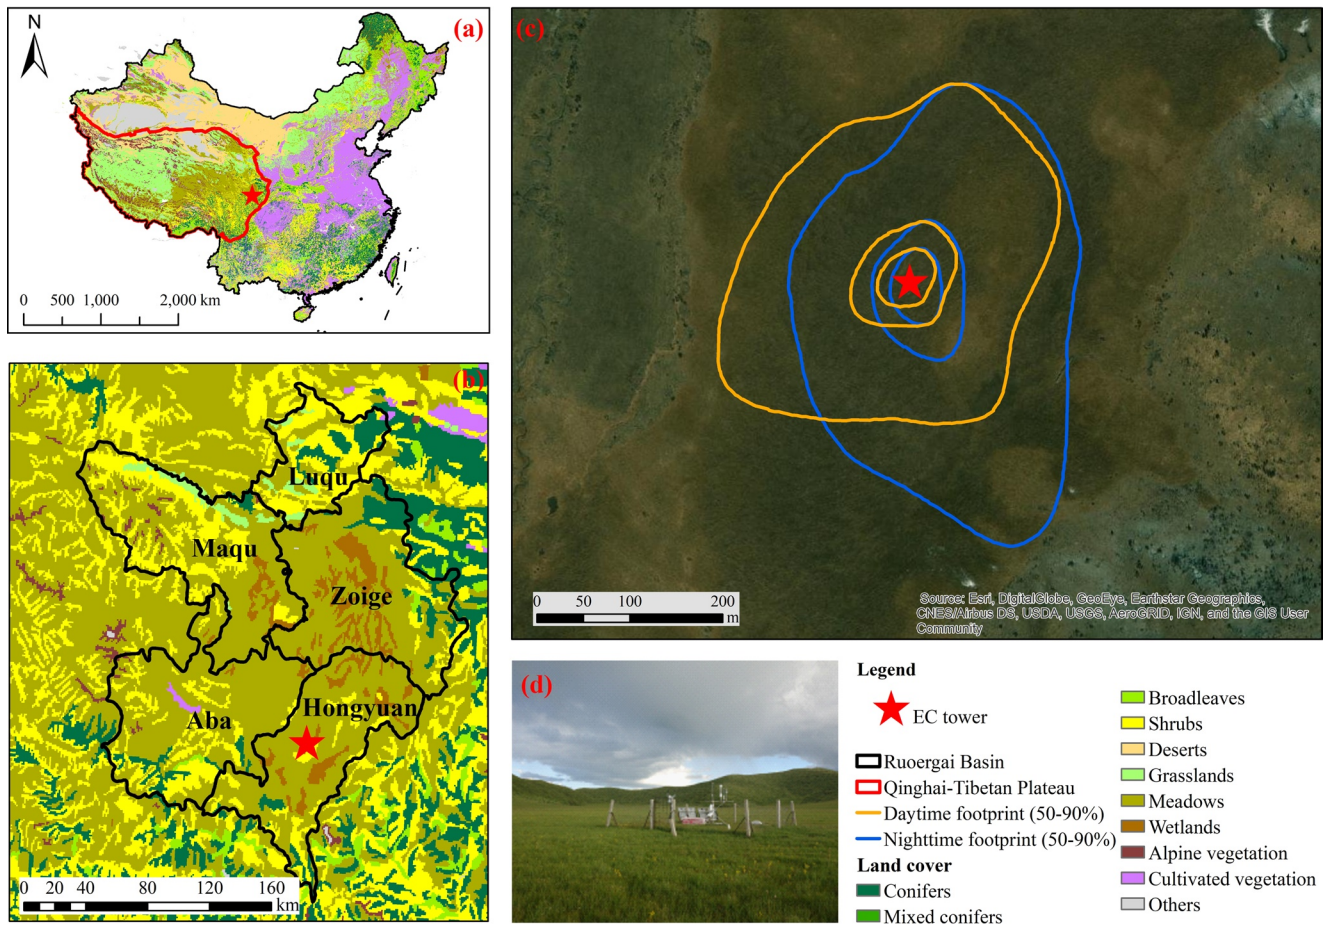 N
(a)
0 500 1,000 2,000 km
(b)
Luqu
Maqu
Zoige
Aba
Hongyuan
0 20 40 80 120 160
km
(c)
0 50 100 200
m
Source: Esri, DigitalGlobe, GeoEye, Earthstar Geographics,
CNES/Airbus DS, USDA, USGS, AeroGRID, IGN, and the GIS User
Community
(d)
Legend
EC tower
Ruoergai Basin
Qinghai-Tibetan Plateau
Daytime footprint (50-90%)
Nighttime footprint (50-90%)
Land cover
Conifers
Mixed conifers
Broadleaves
Shrubs
Deserts
Grasslands
Meadows
Wetlands
Alpine vegetation
Cultivated vegetation
Others